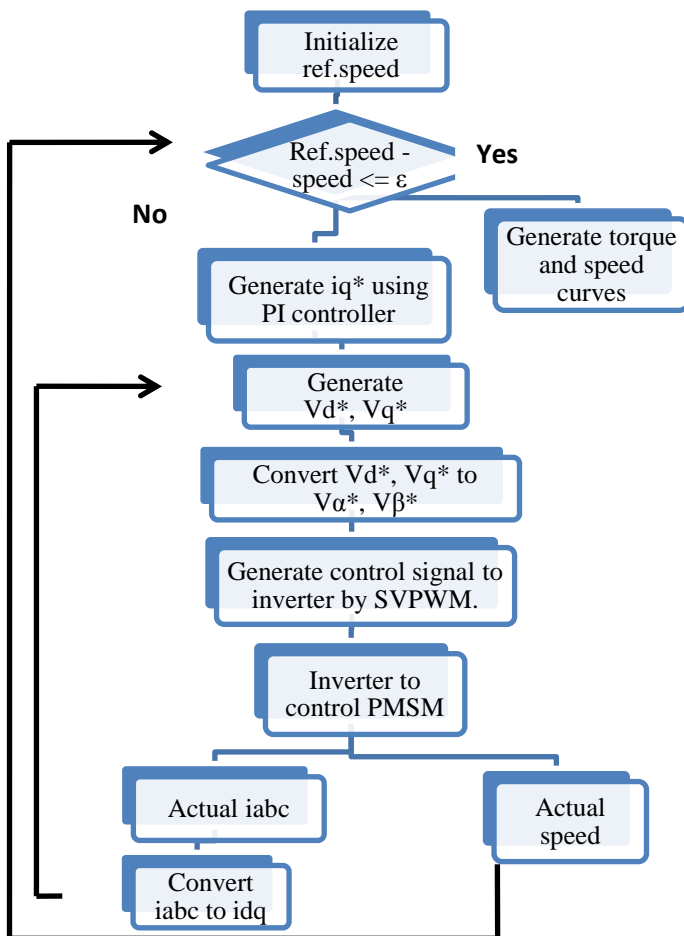 Initialize
ref.speed
Ref.speed -
speed <= ε
Yes
No
Generate torque
and speed
curves
Generate iq* using
PI controller
Generate
Vd*, Vq*
Convert Vd*, Vq* to
Vα*, Vβ*
Generate control signal to
inverter by SVPWM.
Inverter to
control PMSM
Actual iabc
Actual
speed
Convert
iabc to idq